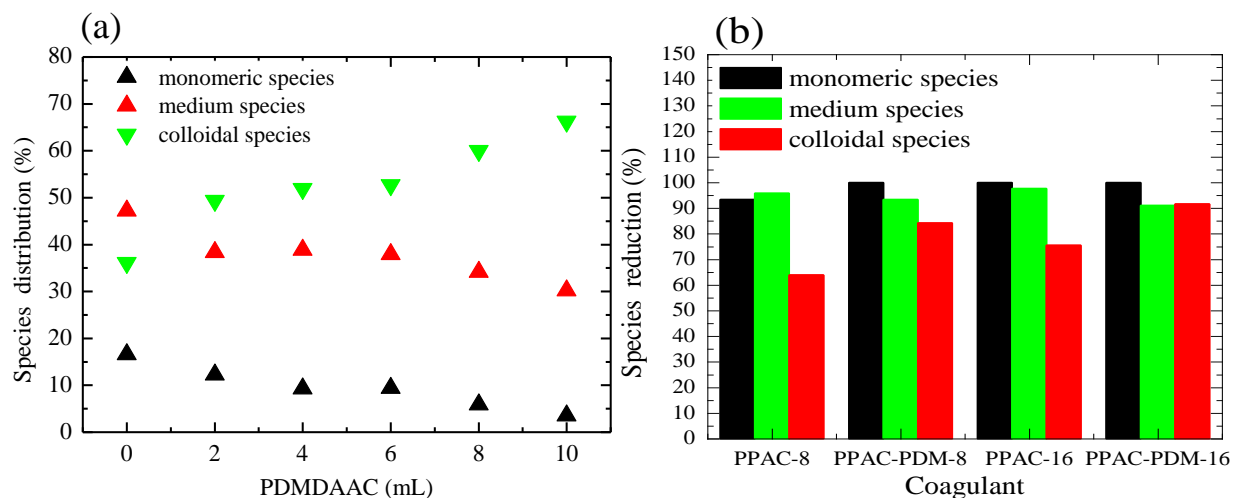 (a)
80
70
60
50
40
30
20
10
0
Species distribution (%)
monomeric species
medium species
colloidal species
0 2 4 6 8 10
PDMDAAC (mL)
(b)
150
140
130
120
110
100
90
80
70
60
50
40
30
20
10
0
Species reduction (%)
monomeric species
medium species
colloidal species
PPAC-8 PPAC-PDM-8 PPAC-16 PPAC-PDM-16
Coagulant